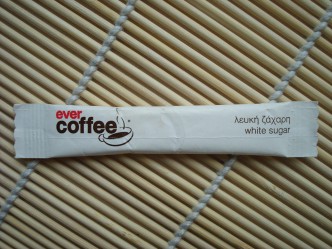 ever
coffee
λευκή ζάχαρη
white sugar